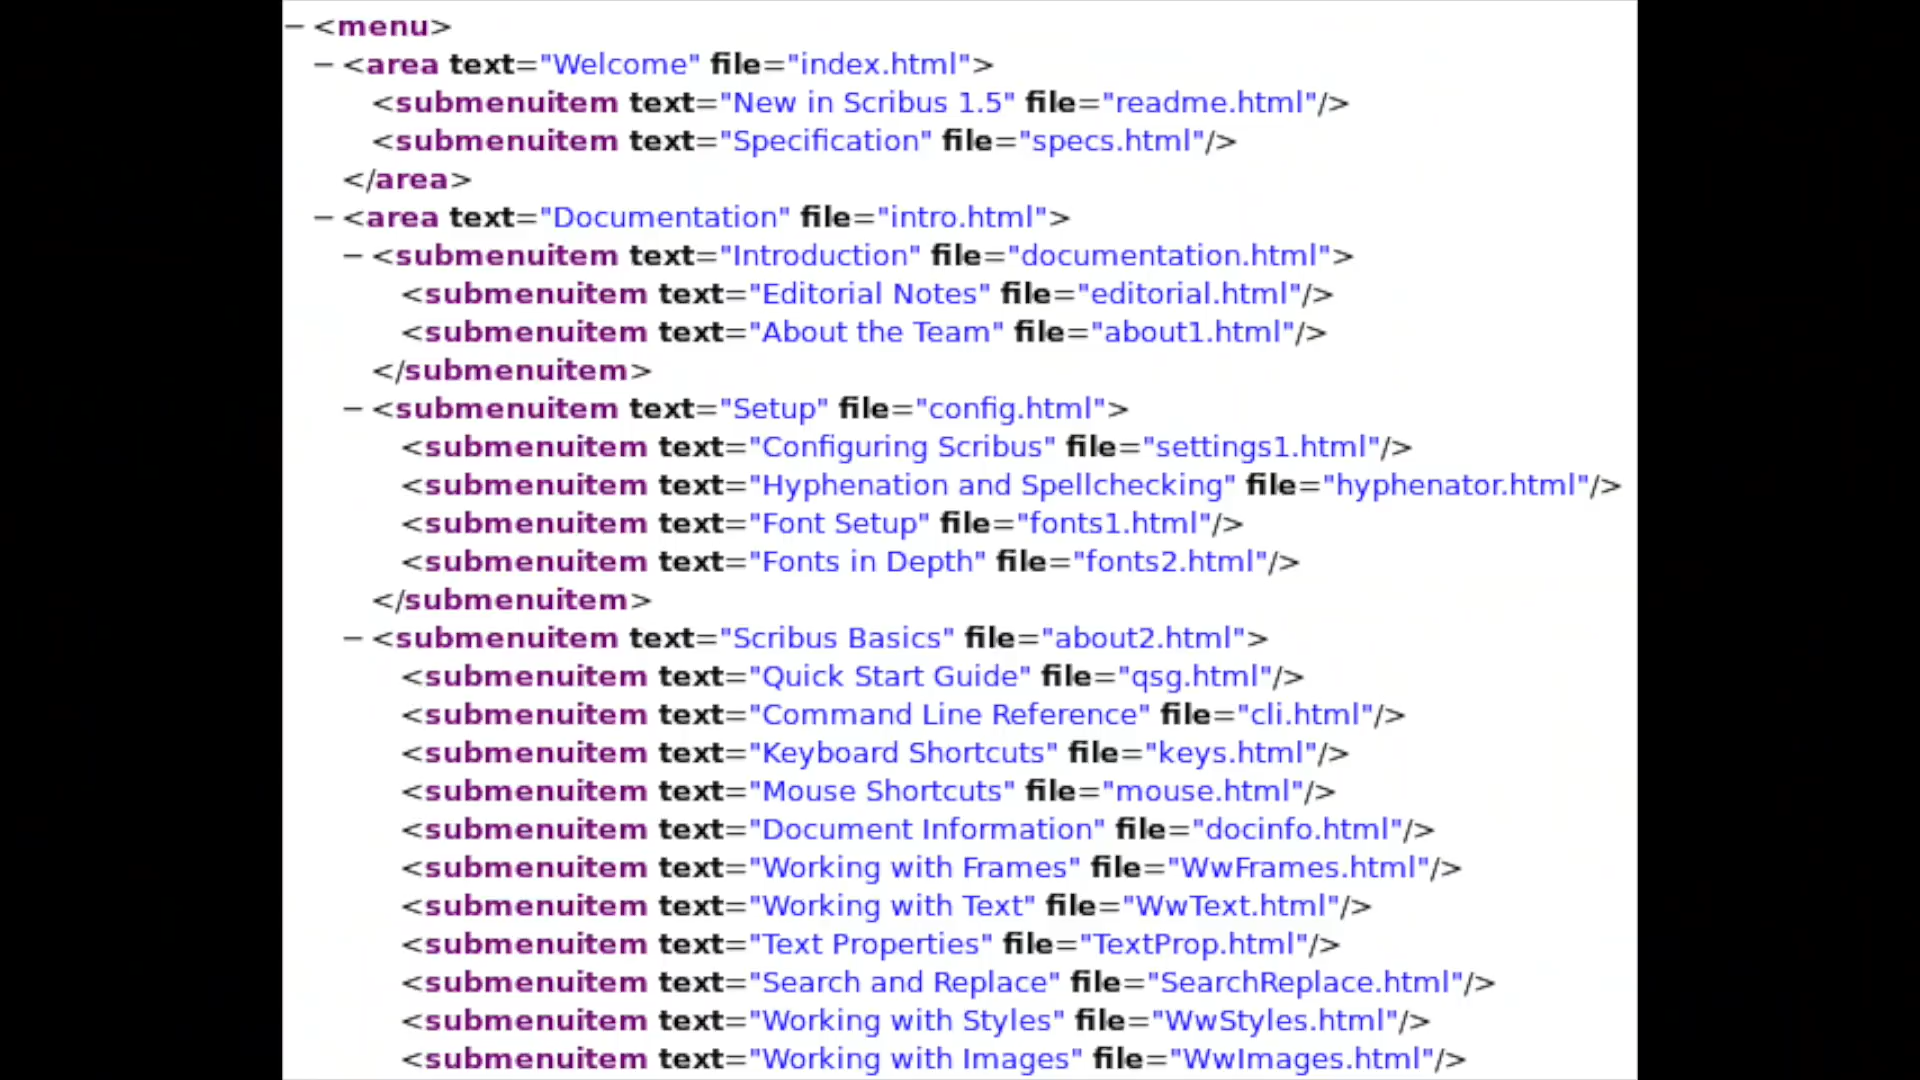 − <menu>
− <area text="Welcome" file="index.html">
<submenuitem text="New in Scribus 1.5" file="readme.html"/>
<submenuitem text="Specification" file="specs.html"/>
</area>
− <area text="Documentation" file="intro.html">
− <submenuitem text="Introduction" file="documentation.html">
<submenuitem text="Editorial Notes" file="editorial.html"/>
<submenuitem text="About the Team" file="about1.html"/>
</submenuitem>
− <submenuitem text="Setup" file="config.html">
<submenuitem text="Configuring Scribus" file="settings1.html"/>
<submenuitem text="Hyphenation and Spellchecking" file="hyphenator.html"/>
<submenuitem text="Font Setup" file="fonts1.html"/>
<submenuitem text="Fonts in Depth" file="fonts2.html"/>
</submenuitem>
− <submenuitem text="Scribus Basics" file="about2.html">
<submenuitem text="Quick Start Guide" file="qsg.html"/>
<submenuitem text="Command Line Reference" file="cli.html"/>
<submenuitem text="Keyboard Shortcuts" file="keys.html"/>
<submenuitem text="Mouse Shortcuts" file="mouse.html"/>
<submenuitem text="Document Information" file="docinfo.html"/>
<submenuitem text="Working with Frames" file="WwFrames.html"/>
<submenuitem text="Working with Text" file="WwText.html"/>
<submenuitem text="Text Properties" file="TextProp.html"/>
<submenuitem text="Search and Replace" file="SearchReplace.html"/>
<submenuitem text="Working with Styles" file="WwStyles.html"/>
<submenuitem text="Working with Images" file="WwImages.html"/>